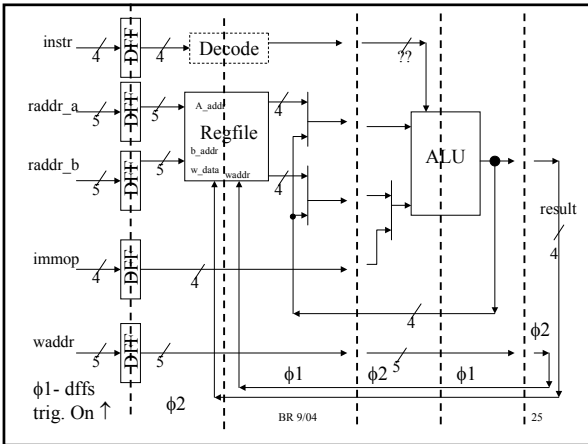 instr
4
DFF
4
Decode
??
raddr_a
5
DFF
5
A_addr
4
Regfile
raddr_b
5
DFF
5
b_addr
w_data
waddr
4
ALU
result
4
immop
4
DFF
4
4
waddr
5
DFF
5
5
ϕ2
ϕ1
ϕ2
ϕ1
ϕ1- dffs
trig. On ↑
ϕ2
BR 9/04
25